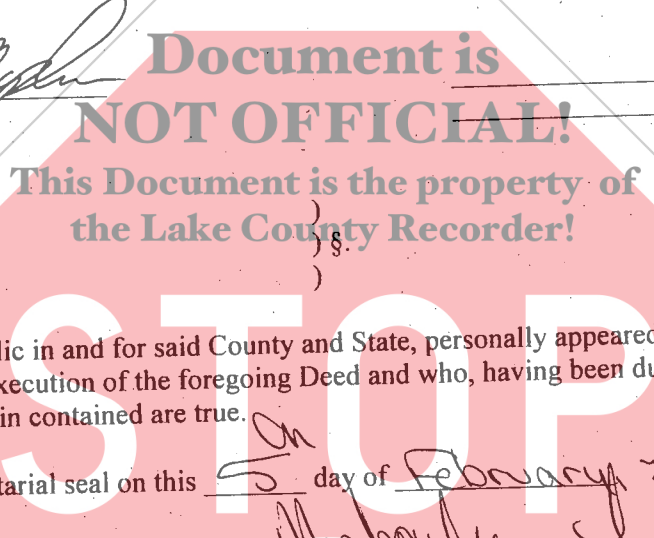 Document is
NOT OFFICIAL!
This Document is the property of
the Lake County Recorder!
)
) §.
)
STOP
lic in and for said County and State, personally appeared
xecution of the foregoing Deed and who, having been du
in contained are true.
tarial seal on this 5th day of February,